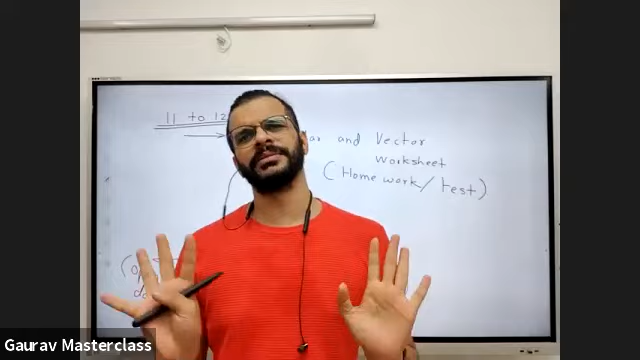 11 to 12
and Vector
worksheet
(Home work/test)
Gaurav Masterclass